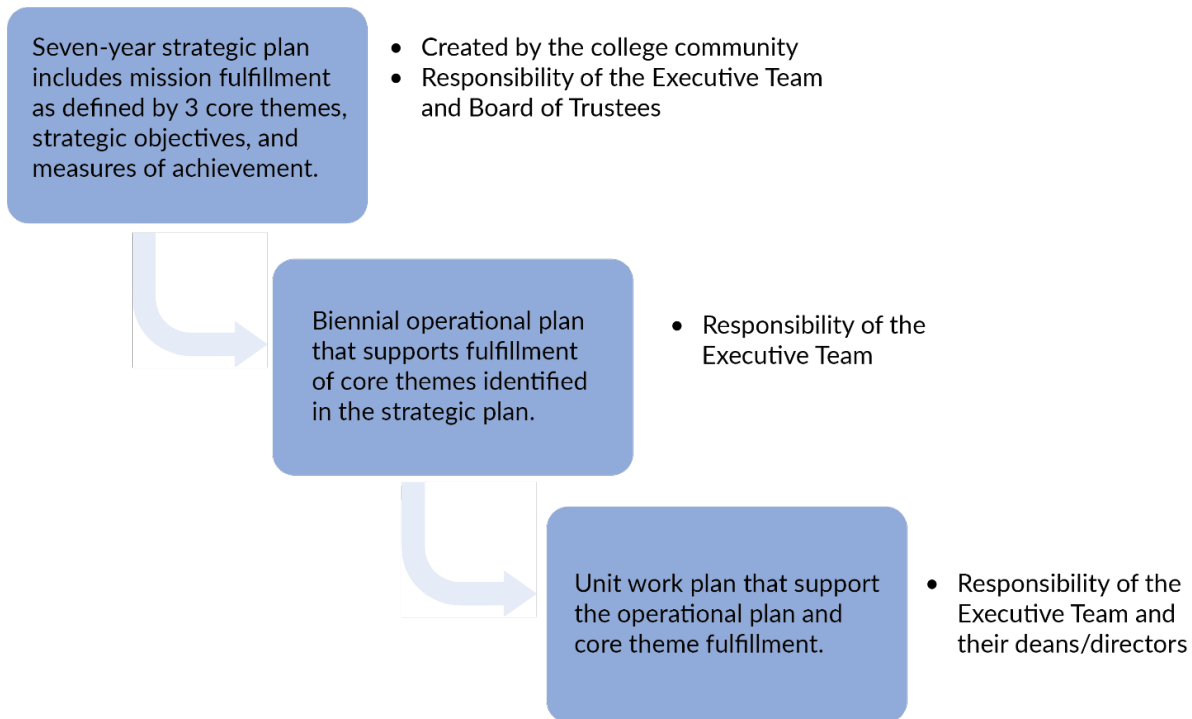 Seven-year strategic plan
includes mission fulfillment
as defined by 3 core themes,
strategic objectives, and
measures of achievement.
• Created by the college community
• Responsibility of the Executive Team
and Board of Trustees
Biennial operational plan
that supports fulfillment
of core themes identified
in the strategic plan.
• Responsibility of the
Executive Team
Unit work plan that support
the operational plan and
core theme fulfillment.
• Responsibility of the
Executive Team and
their deans/directors